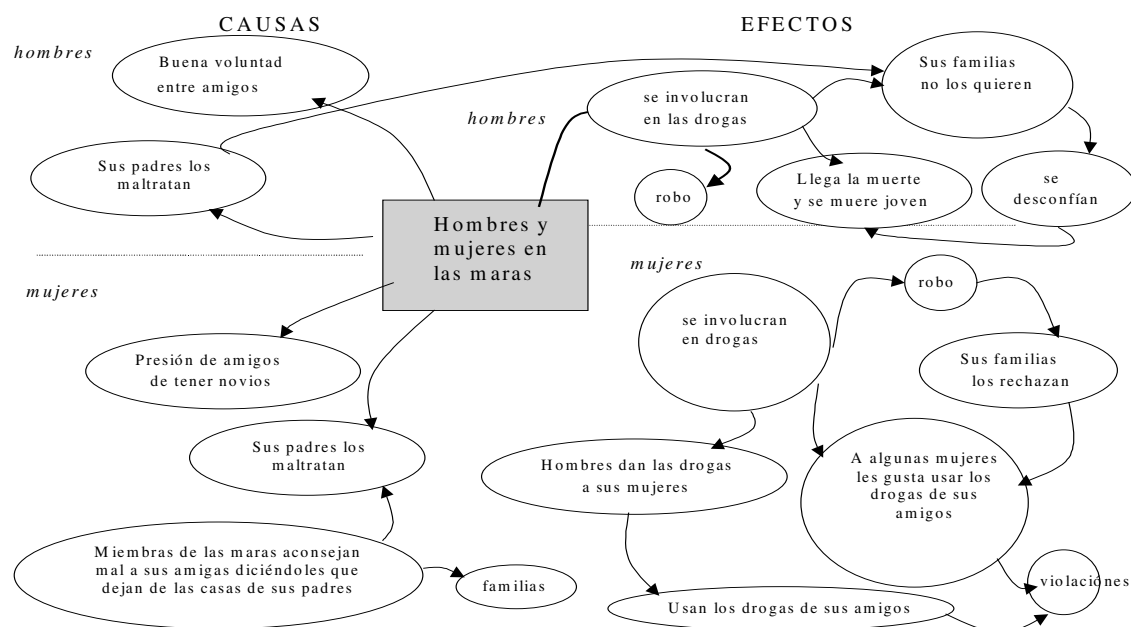 CAUSAS
EFECTOS
hombres
Buena voluntad
entre amigos
Sus padres los
maltratan
hombres
se involucran
en las drogas
Sus familias
no los quieren
robo
Llega la muerte
y se muere joven
se
desconfían
Hombres y
mujeres en
las maras
mujeres
Presión de amigos
de tener novios
Sus padres los
maltratan
Miembras de las maras aconsejan
mal a sus amigas diciéndoles que
dejan de las casas de sus padres
familias
mujeres
se involucran
en drogas
robo
Sus familias
los rechazan
Hombres dan las drogas
a sus mujeres
A algunas mujeres
les gusta usar los
drogas de sus
amigos
Usan los drogas de sus amigos
violaciónes